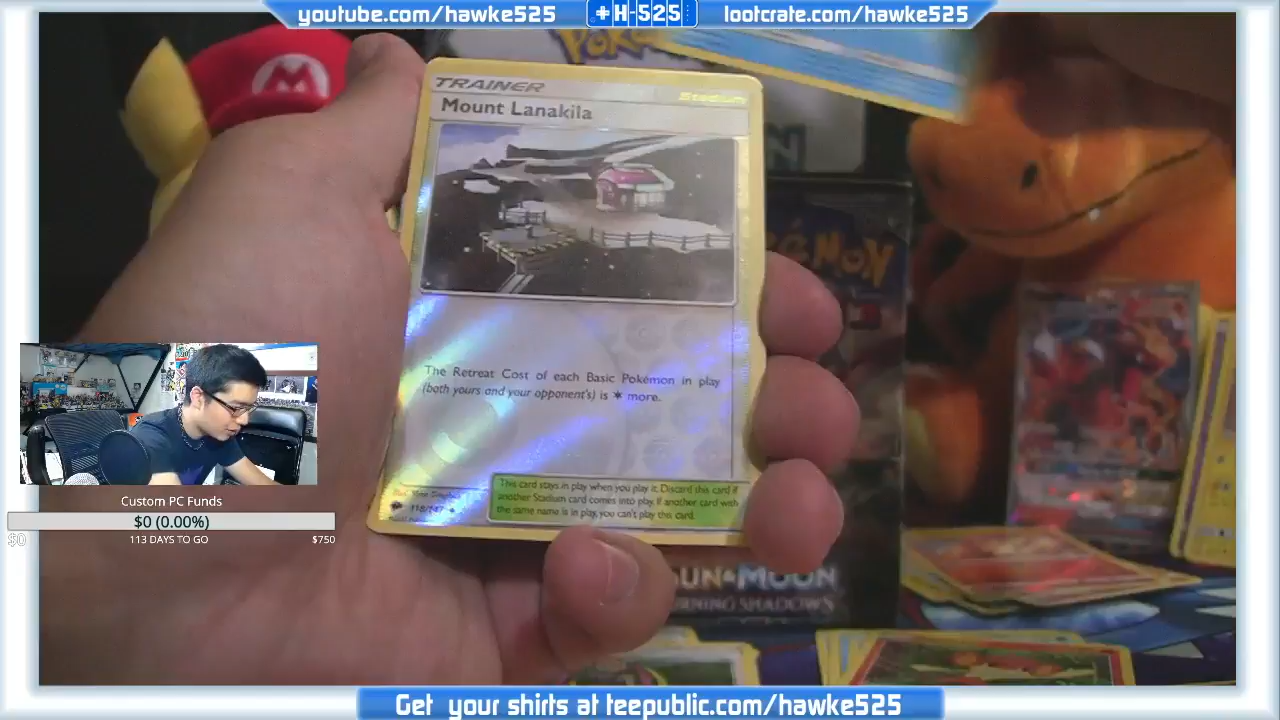 youtube.com/hawke525
+H-525
lootcrate.com/hawke525
M
TRAINER
Stadium
Mount Lanakila
The Retreat Cost of each Basic Pokémon in play
(both yours and your opponent's) is more.
This card stays in play when you play it. Discard this card if
another Stadium card comes into play. If another card with
the same name is in play, you can't play this card.
118/147
Custom PC Funds
$0 (0.00%)
$0
113 DAYS TO GO
$750
SUN & MOON
BURNING SHADOWS
Get your shirts at teepublic.com/hawke525